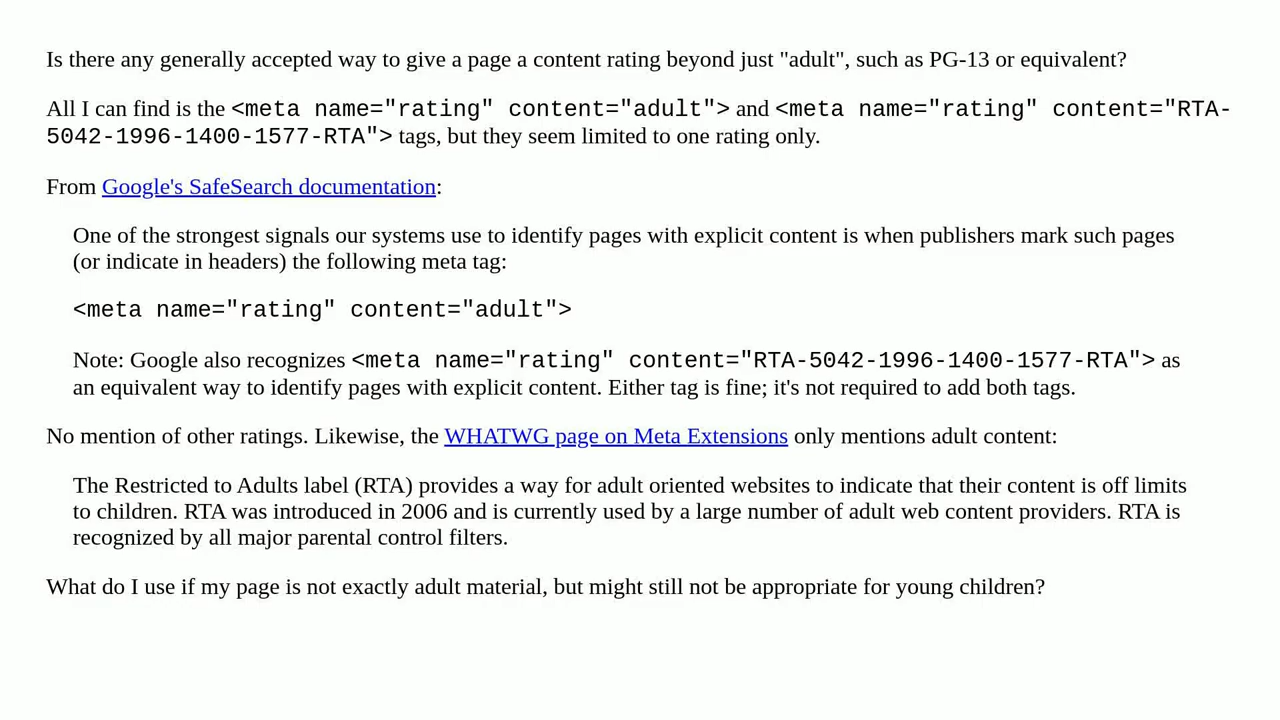 Is there any generally accepted way to give a page a content rating beyond just "adult", such as PG-13 or equivalent?
All I can find is the <meta name="rating" content="adult"> and <meta name="rating" content="RTA-
5042-1996-1400-1577-RTA"> tags, but they seem limited to one rating only.
From Google's SafeSearch documentation:
One of the strongest signals our systems use to identify pages with explicit content is when publishers mark such pages
(or indicate in headers) the following meta tag:
<meta name="rating" content="adult">
Note: Google also recognizes <meta name="rating" content="RTA-5042-1996-1400-1577-RTA"> as
an equivalent way to identify pages with explicit content. Either tag is fine; it's not required to add both tags.
No mention of other ratings. Likewise, the WHATWG page on Meta Extensions only mentions adult content:
The Restricted to Adults label (RTA) provides a way for adult oriented websites to indicate that their content is off limits
to children. RTA was introduced in 2006 and is currently used by a large number of adult web content providers. RTA is
recognized by all major parental control filters.
What do I use if my page is not exactly adult material, but might still not be appropriate for young children?